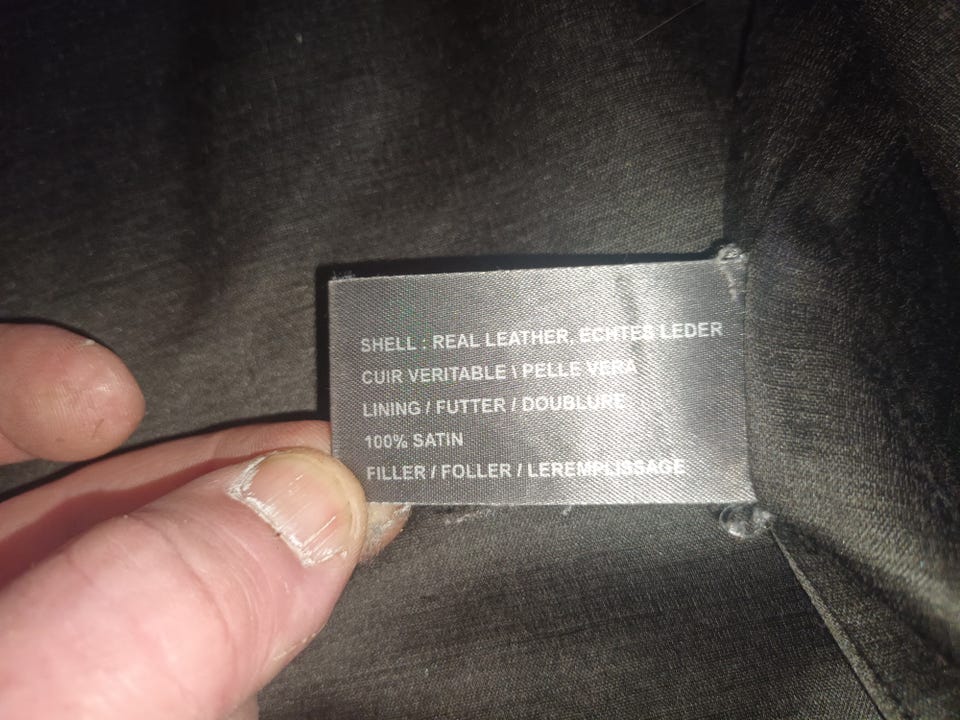 SHELL : REAL LEATHER, ECHTES LEDER
CUIR VERITABLE \ PELLE VERA
LINING / FUTTER / DOUBLURE
100% SATIN
FILLER / FOLLER / LEREMPLISSAGE